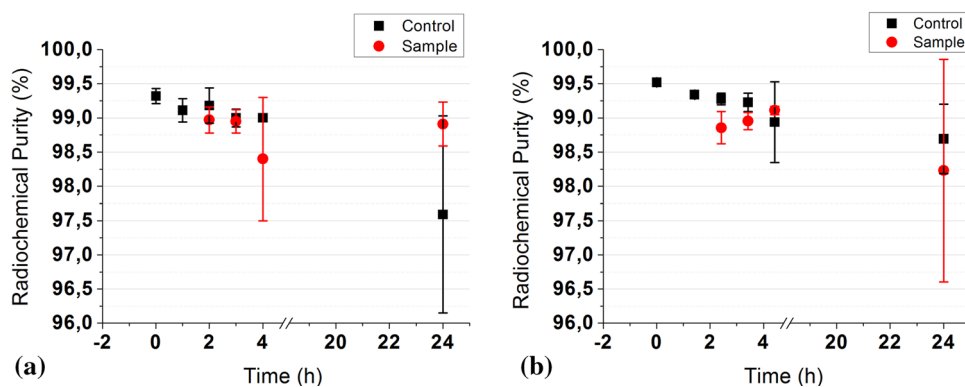 Control
Sample
100,0
99,5
99,0
98,5
98,0
97,5
97,0
96,5
96,0
Radiochemical Purity (%)
-2 0 2 4 20 22 24
Time (h)
(a)
Control
Sample
100,0
99,5
99,0
98,5
98,0
97,5
97,0
96,5
96,0
Radiochemical Purity (%)
-2 0 2 4 20 22 24
Time (h)
(b)